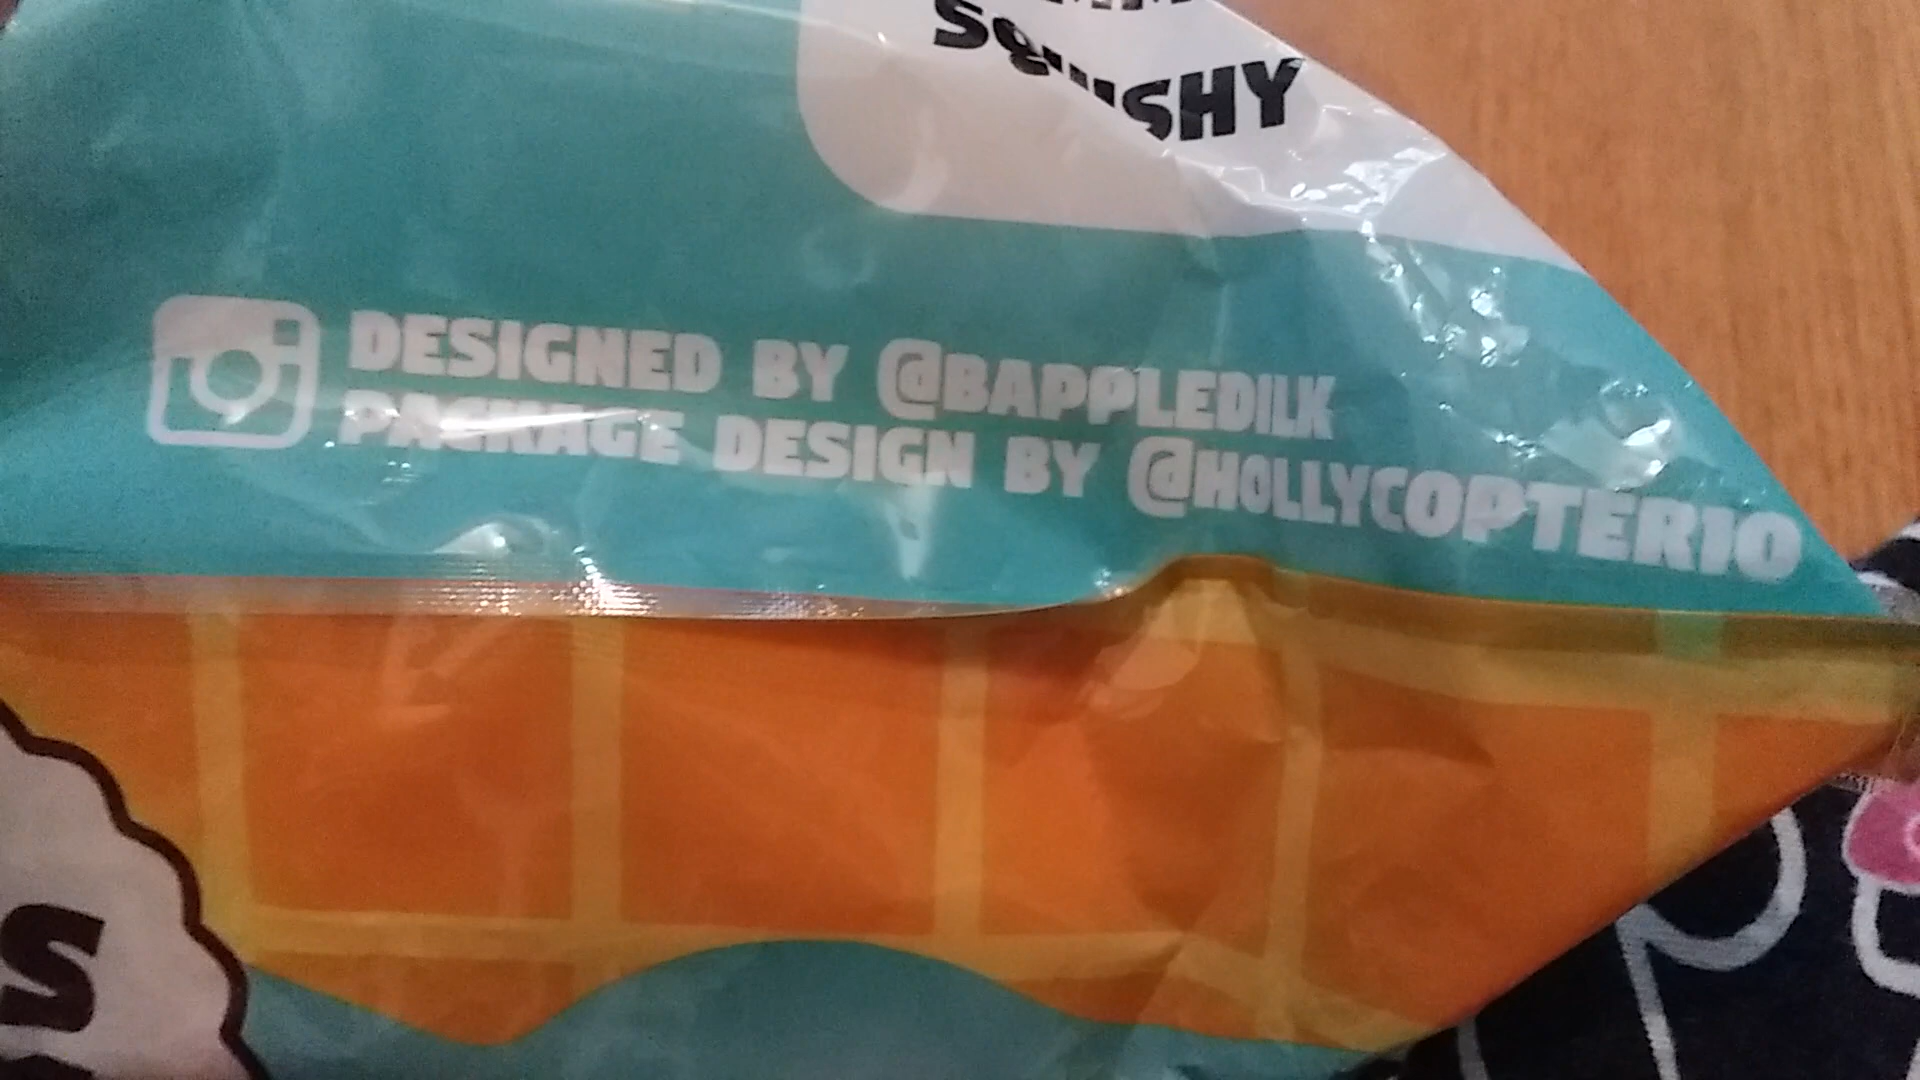 SqUISHY
DESIGNED BY @BAPPLEDILK
PACKAGE DESIGN BY @HOLLYCOPTER10
S